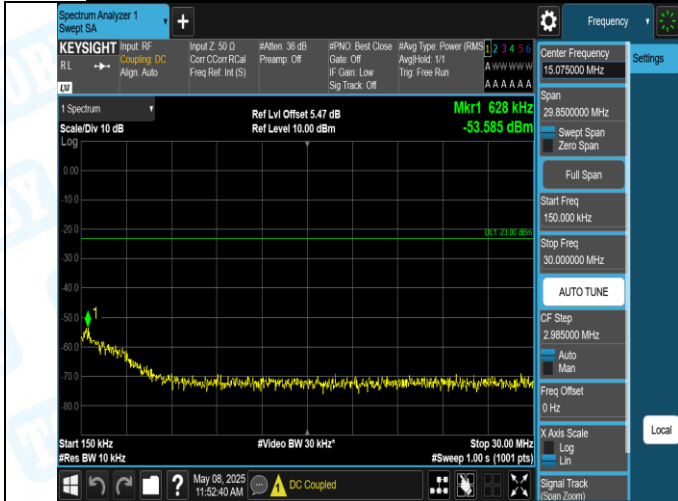 Spectrum Analyzer 1
Swept SA
Frequency
KEYSIGHT
RL
LXI
Input: RF
Coupling: DC
Align: Auto
Input Z: 50 Ω
Corr CCorr RCal
Freq Ref: Int (S)
#Atten: 36 dB
Preamp: Off
#PNO: Best Close
Gate: Off
IF Gain: Low
Sig Track: Off
#Avg Type: Power (RMS
Avg|Hold: 1/1
Trig: Free Run
1 2 3 4 5 6
A W W W W W
A A A A A A
1 Spectrum
Scale/Div 10 dB
Ref Lvl Offset 5.47 dB
Ref Level 10.00 dBm
Mkr1 628 kHz
-53.585 dBm
Log
0.00
-10.0
-20.0
DL1 -23.00 dBm
-30.0
-40.0
-50.0
1
-60.0
-70.0
-80.0
Start 150 kHz
#Res BW 10 kHz
#Video BW 30 kHz*
Stop 30.00 MHz
#Sweep 1.00 s (1001 pts)
Center Frequency
15.075000 MHz
Settings
Span
29.8500000 MHz
Swept Span
Zero Span
Full Span
Start Freq
150.000 kHz
Stop Freq
30.000000 MHz
AUTO TUNE
CF Step
2.985000 MHz
Auto
Man
Freq Offset
0 Hz
X Axis Scale
Log
Lin
Local
Signal Track
(Span Zoom)
?
May 08, 2025
11:52:40 AM
DC Coupled